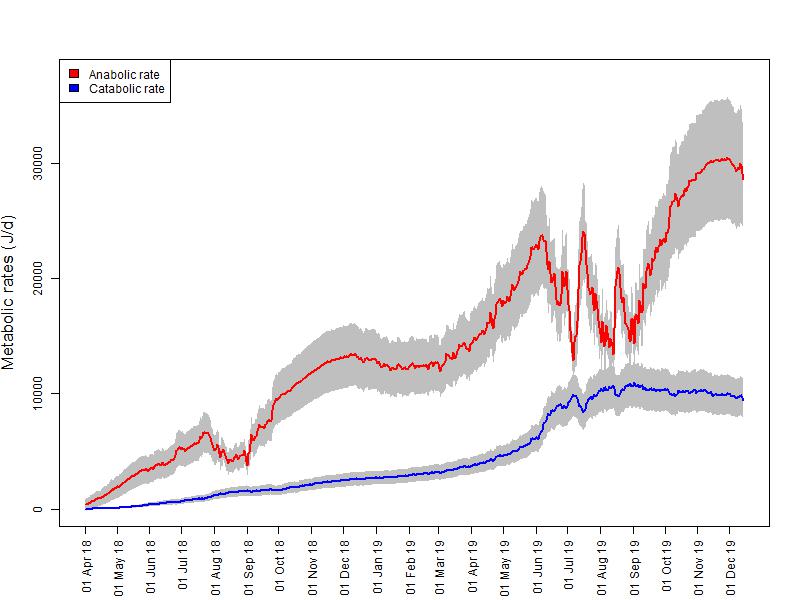 Anabolic rate
Catabolic rate
Metabolic rates (J/d)
30000
20000
10000
0
01 Apr 18
01 May 18
01 Jun 18
01 Jul 18
01 Aug 18
01 Sep 18
01 Oct 18
01 Nov 18
01 Dec 18
01 Jan 19
01 Feb 19
01 Mar 19
01 Apr 19
01 May 19
01 Jun 19
01 Jul 19
01 Aug 19
01 Sep 19
01 Oct 19
01 Nov 19
01 Dec 19